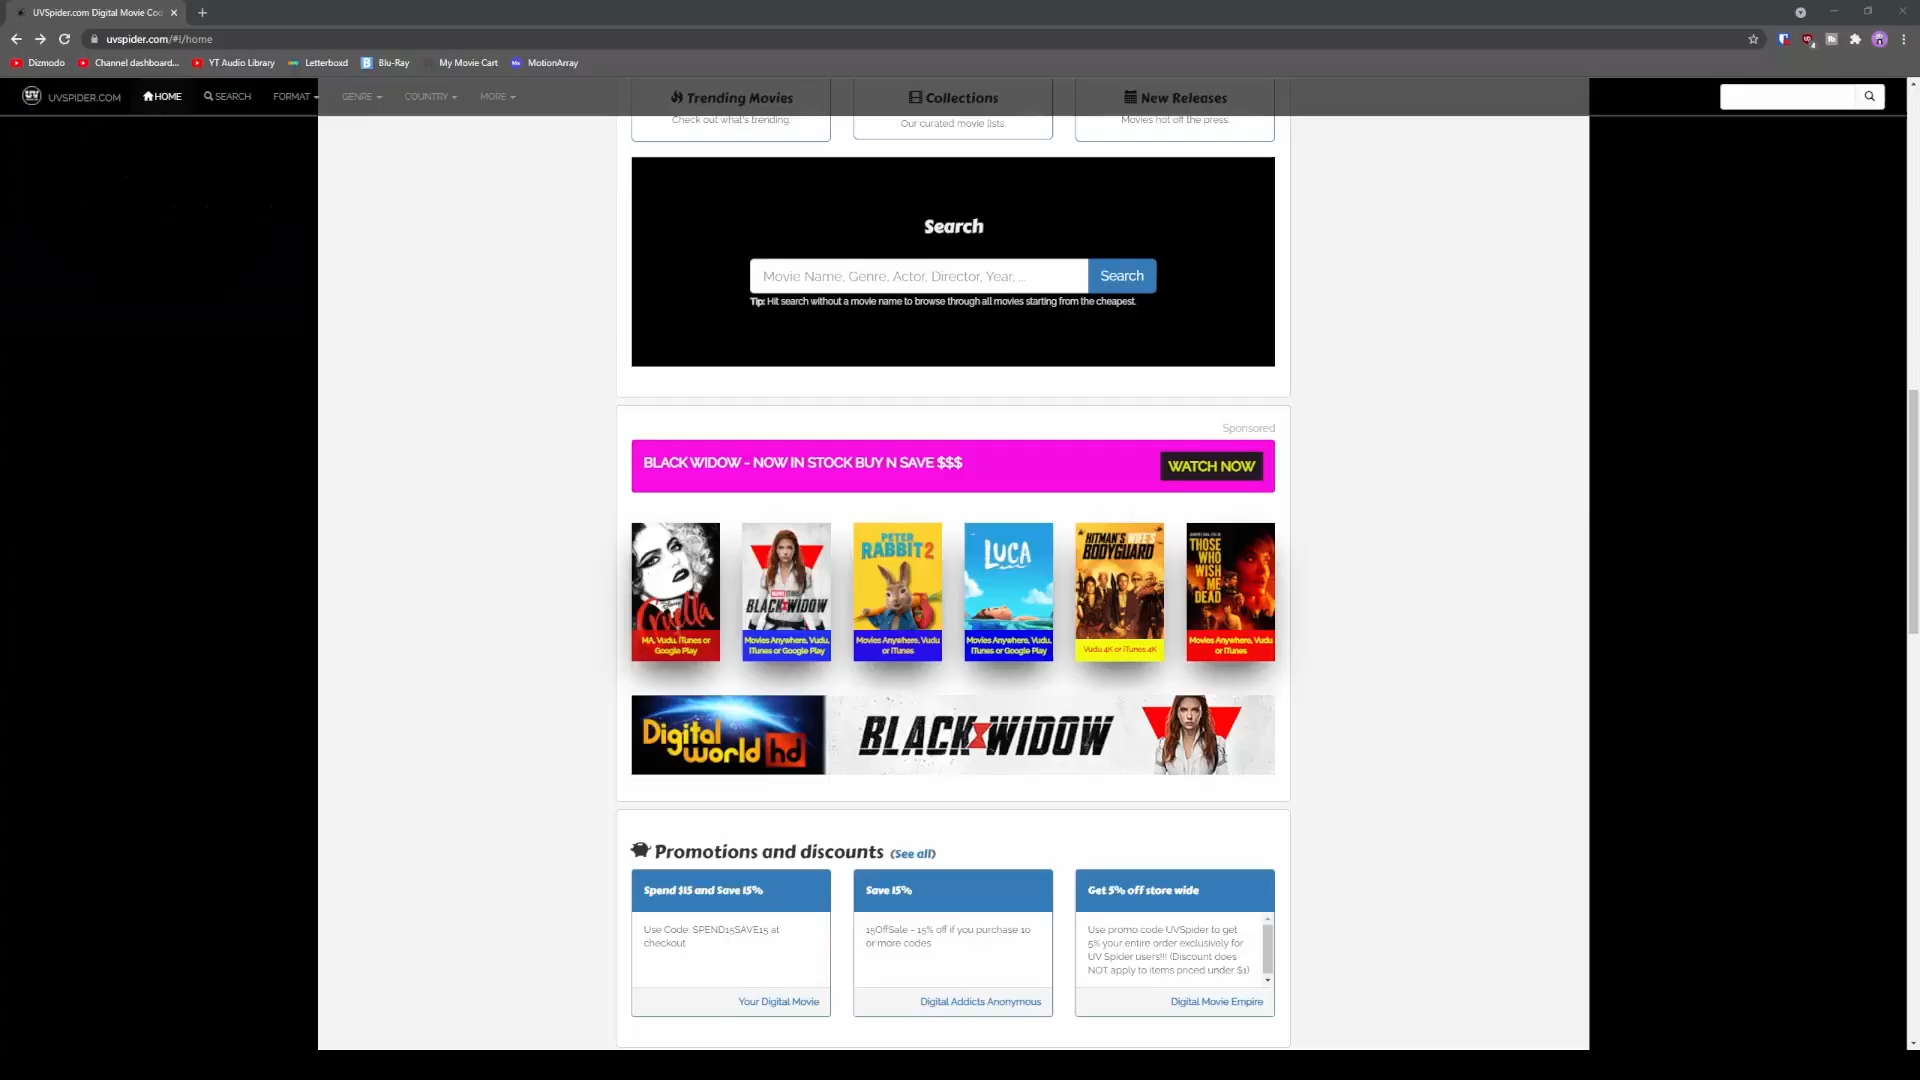 UVSpider.com Digital Movie Cod
uvspider.com/#i/home
Dizmodo
Channel dashboard...
YT Audio Library
Letterboxd
Blu-Ray
My Movie Cart
MotionArray
UVSPIDER.COM
HOME
SEARCH
FORMAT
GENRE
COUNTRY
MORE
Trending Movies
Check out what's trending.
Collections
Our curated movie lists.
New Releases
Movies hot off the press.
Search
Movie Name, Genre, Actor, Director, Year, ...
Search
Tip: Hit search without a movie name to browse through all movies starting from the cheapest.
Sponsored
BLACK WIDOW - NOW IN STOCK BUY N SAVE $$$
WATCH NOW
Cruella
MA, Vudu, iTunes or
Google Play
MARVEL STUDIOS
BLACK WIDOW
Movies Anywhere, Vudu,
iTunes or Google Play
PETER
RABBIT 2
Movies Anywhere, Vudu
or iTunes
LUCA
Movies Anywhere, Vudu,
iTunes or Google Play
HITMAN'S WIFE'S
BODYGUARD
Vudu 4K or iTunes 4K
THOSE
WHO
WISH
ME
DEAD
Movies Anywhere, Vudu
or iTunes
Digital
world hd
BLACK WIDOW
Promotions and discounts (See all)
Spend $15 and Save 15%
Use Code: SPEND15SAVE15 at
checkout
Your Digital Movie
Save 15%
15OffSale - 15% off if you purchase 10
or more codes
Digital Addicts Anonymous
Get 5% off store wide
Use promo code UVSpider to get
5% your entire order exclusively for
UV Spider users!!! (Discount does
NOT apply to items priced under $1)
Digital Movie Empire